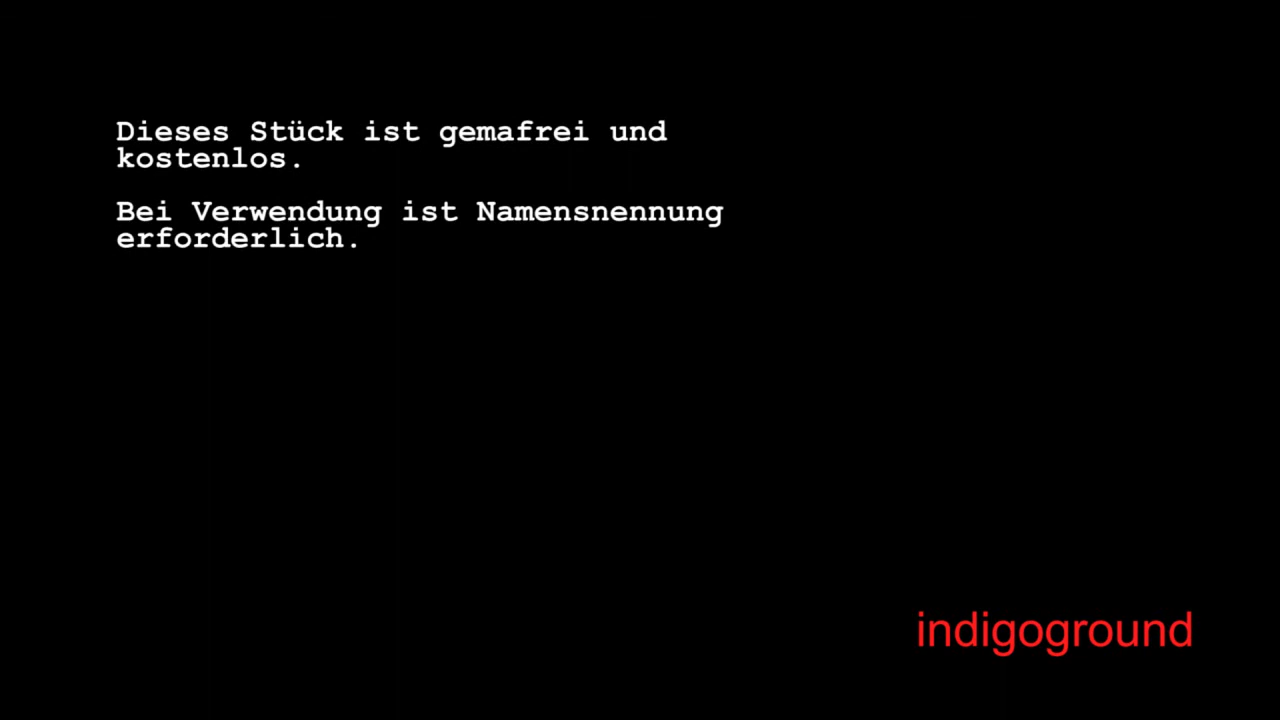 Dieses Stück ist gemafrei und
kostenlos.
Bei Verwendung ist Namensnennung
erforderlich.
indigoground